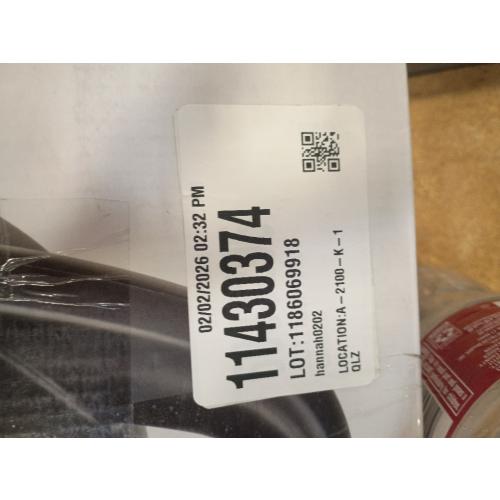 02/02/2026 02:32 PM
11430374
LOT:1186069918
hannah0202
LOCATION:A-2100-K-1
QLZ